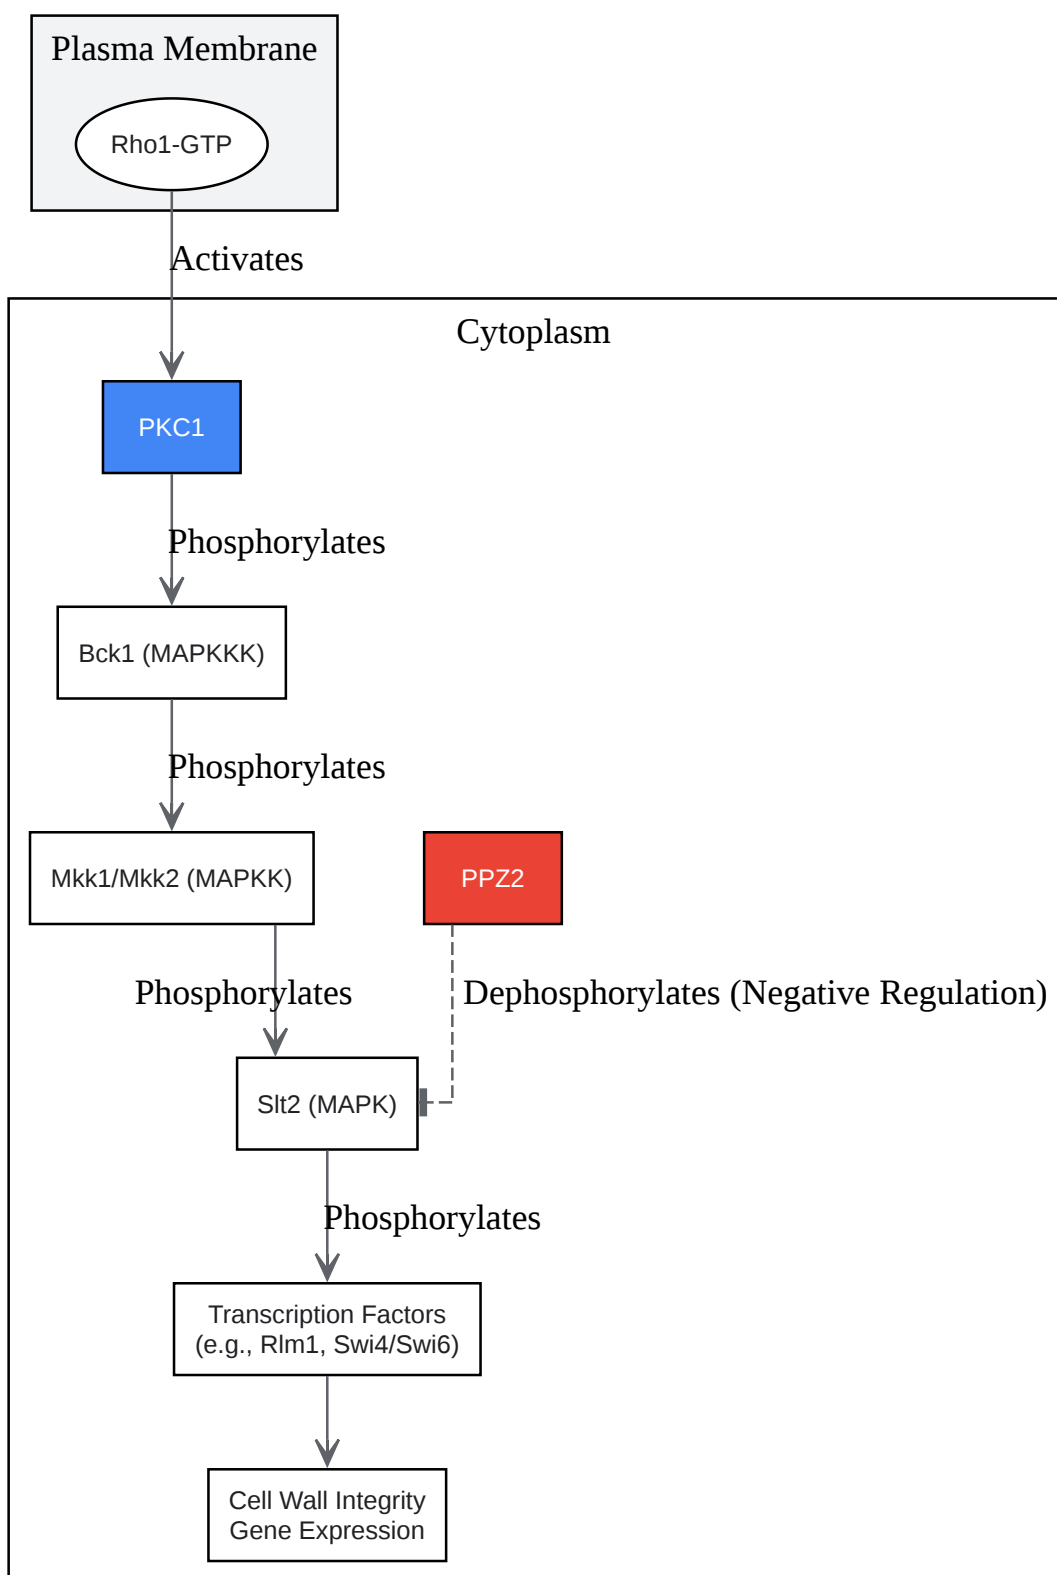 Plasma Membrane
Rho1-GTP
Activates
Cytoplasm
PKC1
Phosphorylates
Bck1 (MAPKKK)
Phosphorylates
Mkk1/Mkk2 (MAPKK)
PPZ2
Phosphorylates
Dephosphorylates (Negative Regulation)
Slt2 (MAPK)
Phosphorylates
Transcription Factors
(e.g., Rlm1, Swi4/Swi6)
Cell Wall Integrity
Gene Expression